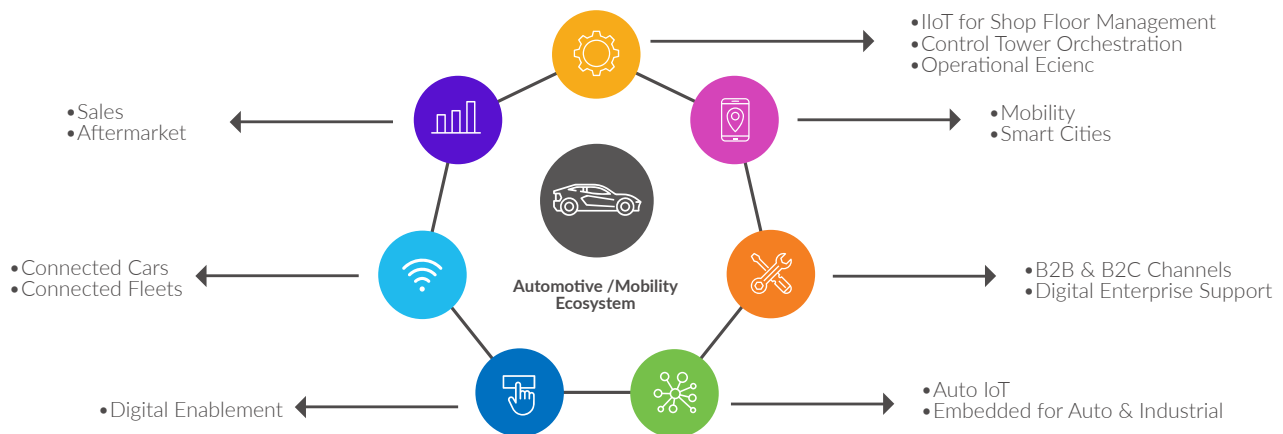 •IIoT for Shop Floor Management
•Control Tower Orchestration
•Operational Ecienc
•Sales
•Aftermarket
•Mobility
•Smart Cities
•Connected Cars
•Connected Fleets
Automotive /Mobility
Ecosystem
•B2B & B2C Channels
•Digital Enterprise Support
•Digital Enablement
•Auto IoT
•Embedded for Auto & Industrial